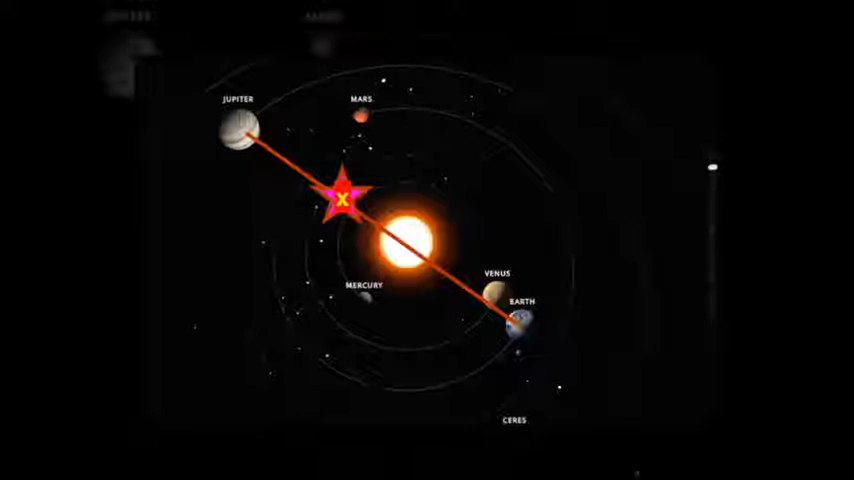 JUPITER
MARS
X
MERCURY
VENUS
EARTH
CERES